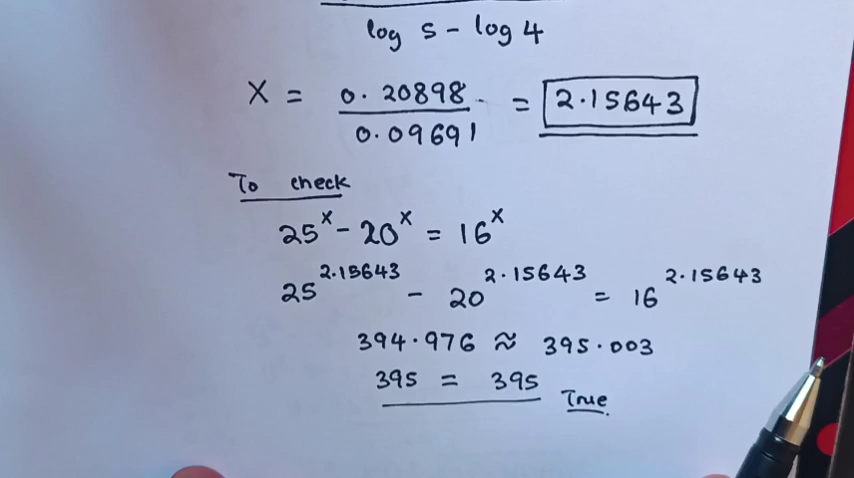 log 5 - log 4
x = 0.20898 / 0.09691 = 2.15643
To check
25^x - 20^x = 16^x
25^2.15643 - 20^2.15643 = 16^2.15643
394.976 ≈ 395.003
395 = 395 True